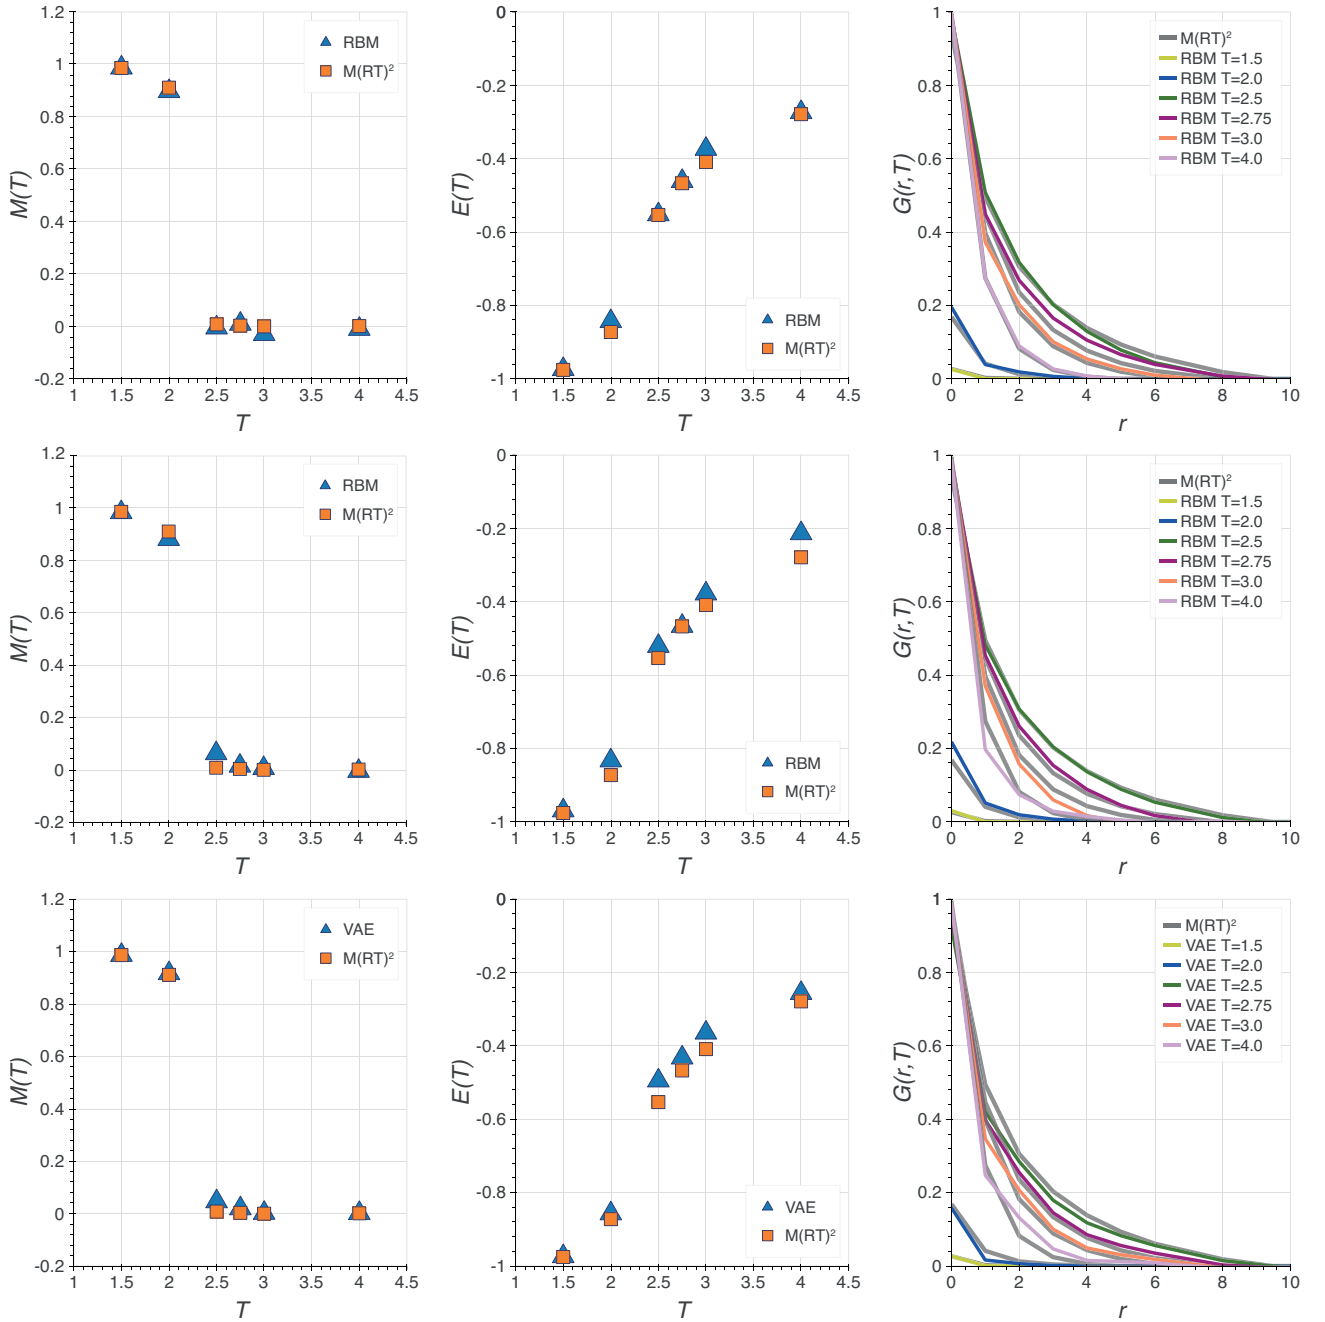 1.2
1
0.8
0.6
0.4
0.2
0
-0.2
M(T)
RBM
M(RT)²
1 1.5 2 2.5 3 3.5 4 4.5
T
0
-0.2
-0.4
-0.6
-0.8
-1
E(T)
RBM
M(RT)²
1 1.5 2 2.5 3 3.5 4 4.5
T
1
0.8
0.6
0.4
0.2
0
G(r,T)
M(RT)²
RBM T=1.5
RBM T=2.0
RBM T=2.5
RBM T=2.75
RBM T=3.0
RBM T=4.0
0 2 4 6 8 10
r
1.2
1
0.8
0.6
0.4
0.2
0
-0.2
M(T)
RBM
M(RT)²
1 1.5 2 2.5 3 3.5 4 4.5
T
0
-0.2
-0.4
-0.6
-0.8
-1
E(T)
RBM
M(RT)²
1 1.5 2 2.5 3 3.5 4 4.5
T
1
0.8
0.6
0.4
0.2
0
G(r,T)
M(RT)²
RBM T=1.5
RBM T=2.0
RBM T=2.5
RBM T=2.75
RBM T=3.0
RBM T=4.0
0 2 4 6 8 10
r
1.2
1
0.8
0.6
0.4
0.2
0
-0.2
M(T)
VAE
M(RT)²
1 1.5 2 2.5 3 3.5 4 4.5
T
0
-0.2
-0.4
-0.6
-0.8
-1
E(T)
VAE
M(RT)²
1 1.5 2 2.5 3 3.5 4 4.5
T
1
0.8
0.6
0.4
0.2
0
G(r,T)
M(RT)²
VAE T=1.5
VAE T=2.0
VAE T=2.5
VAE T=2.75
VAE T=3.0
VAE T=4.0
0 2 4 6 8 10
r